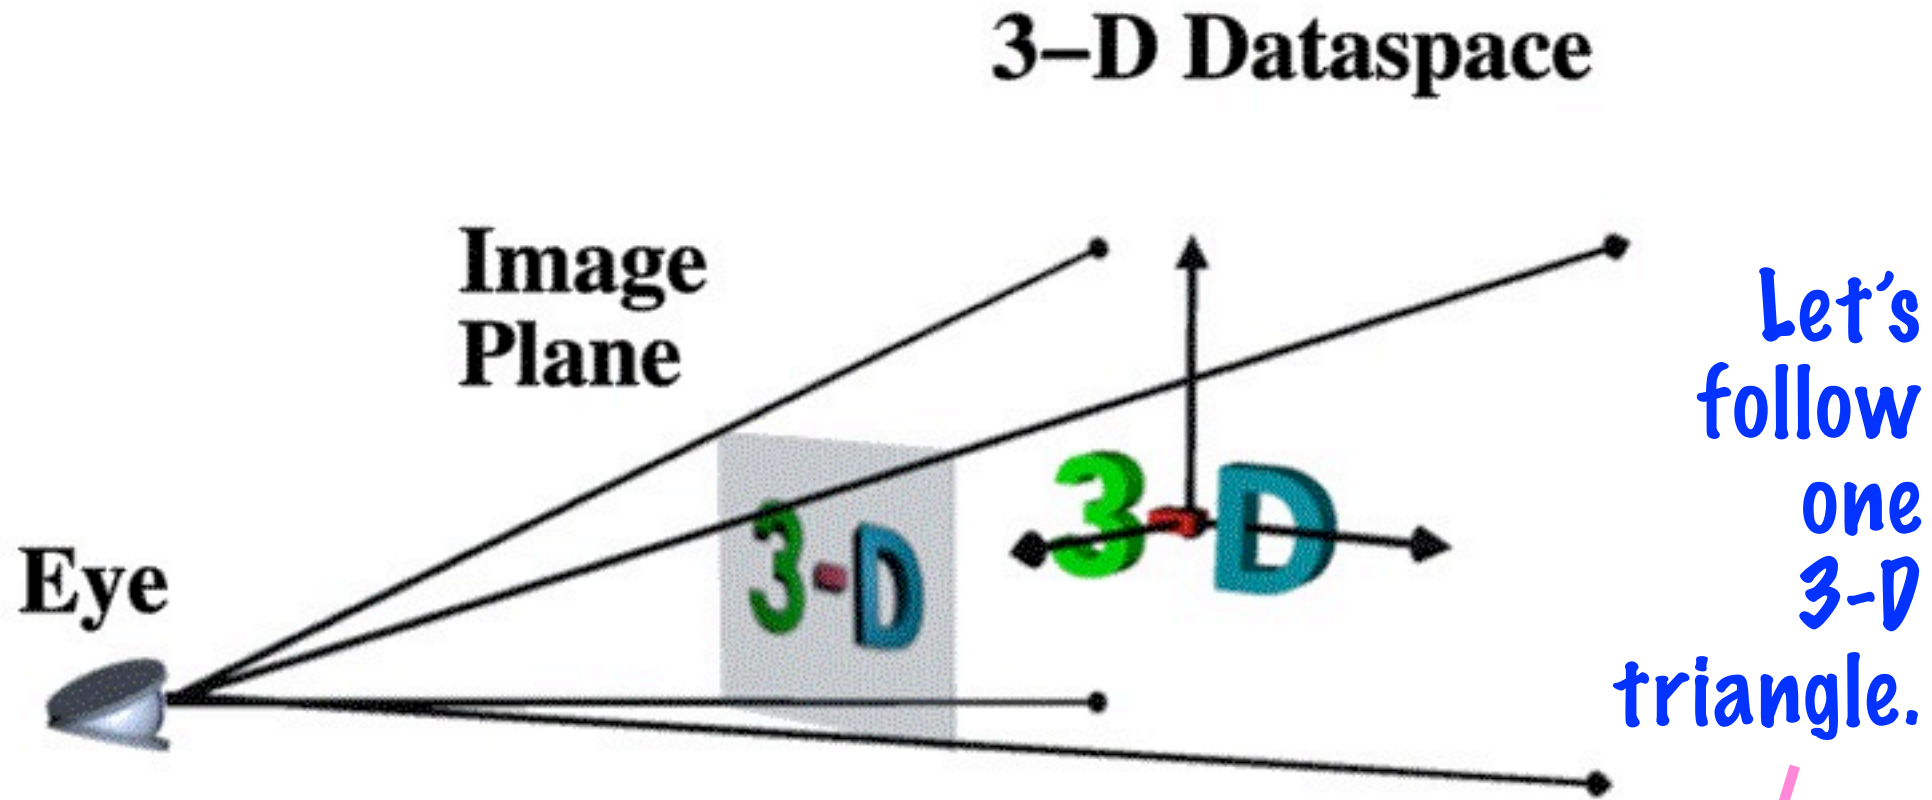 3–D Dataspace
Image
Plane
Eye
3-D
3-D
Let's
follow
one
3-D
triangle.